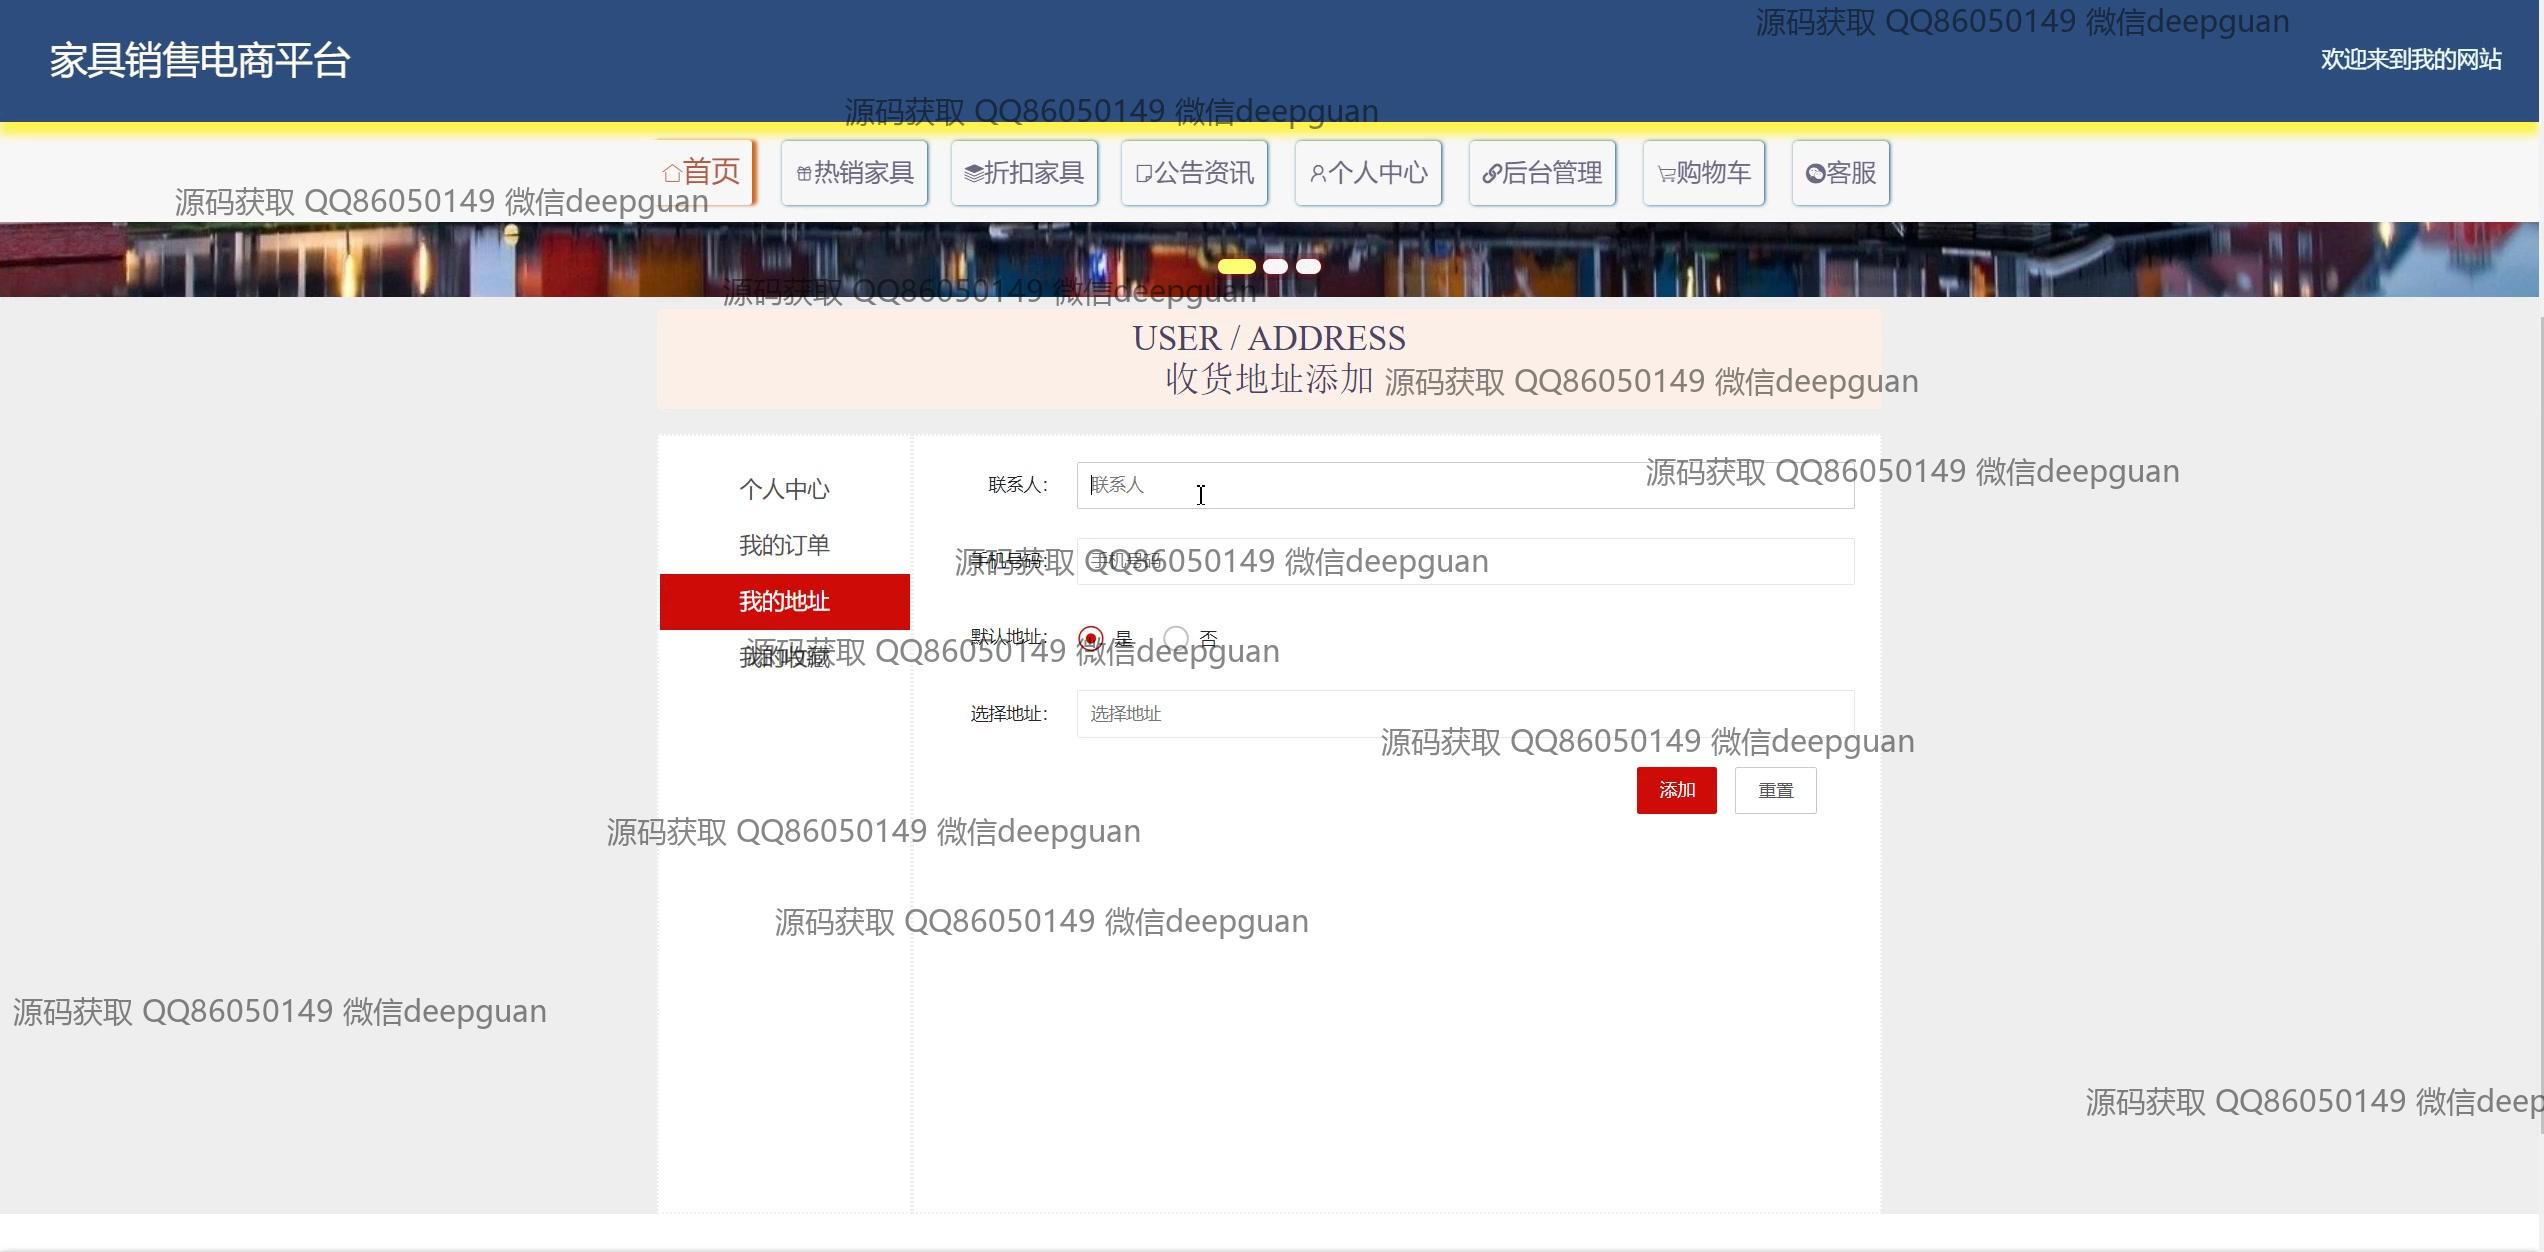 源码获取 QQ86050149 微信deepguan
家具销售电商平台
欢迎来到我的网站
源码获取 QQ86050149 微信deepguan
首页
热销家具
折扣家具
公告资讯
个人中心
后台管理
购物车
客服
源码获取 QQ86050149 微信deepguan
源码获取 QQ86050149 微信deepguan
USER / ADDRESS
收货地址添加
源码获取 QQ86050149 微信deepguan
个人中心
我的订单
我的地址
我的收藏
联系人：
联系人
源码获取 QQ86050149 微信deepguan
手机号码：
手机号码
源码获取 QQ86050149 微信deepguan
默认地址：
是
否
源码获取 QQ86050149 微信deepguan
选择地址：
选择地址
源码获取 QQ86050149 微信deepguan
添加
重置
源码获取 QQ86050149 微信deepguan
源码获取 QQ86050149 微信deepguan
源码获取 QQ86050149 微信deepguan
源码获取 QQ86050149 微信deep